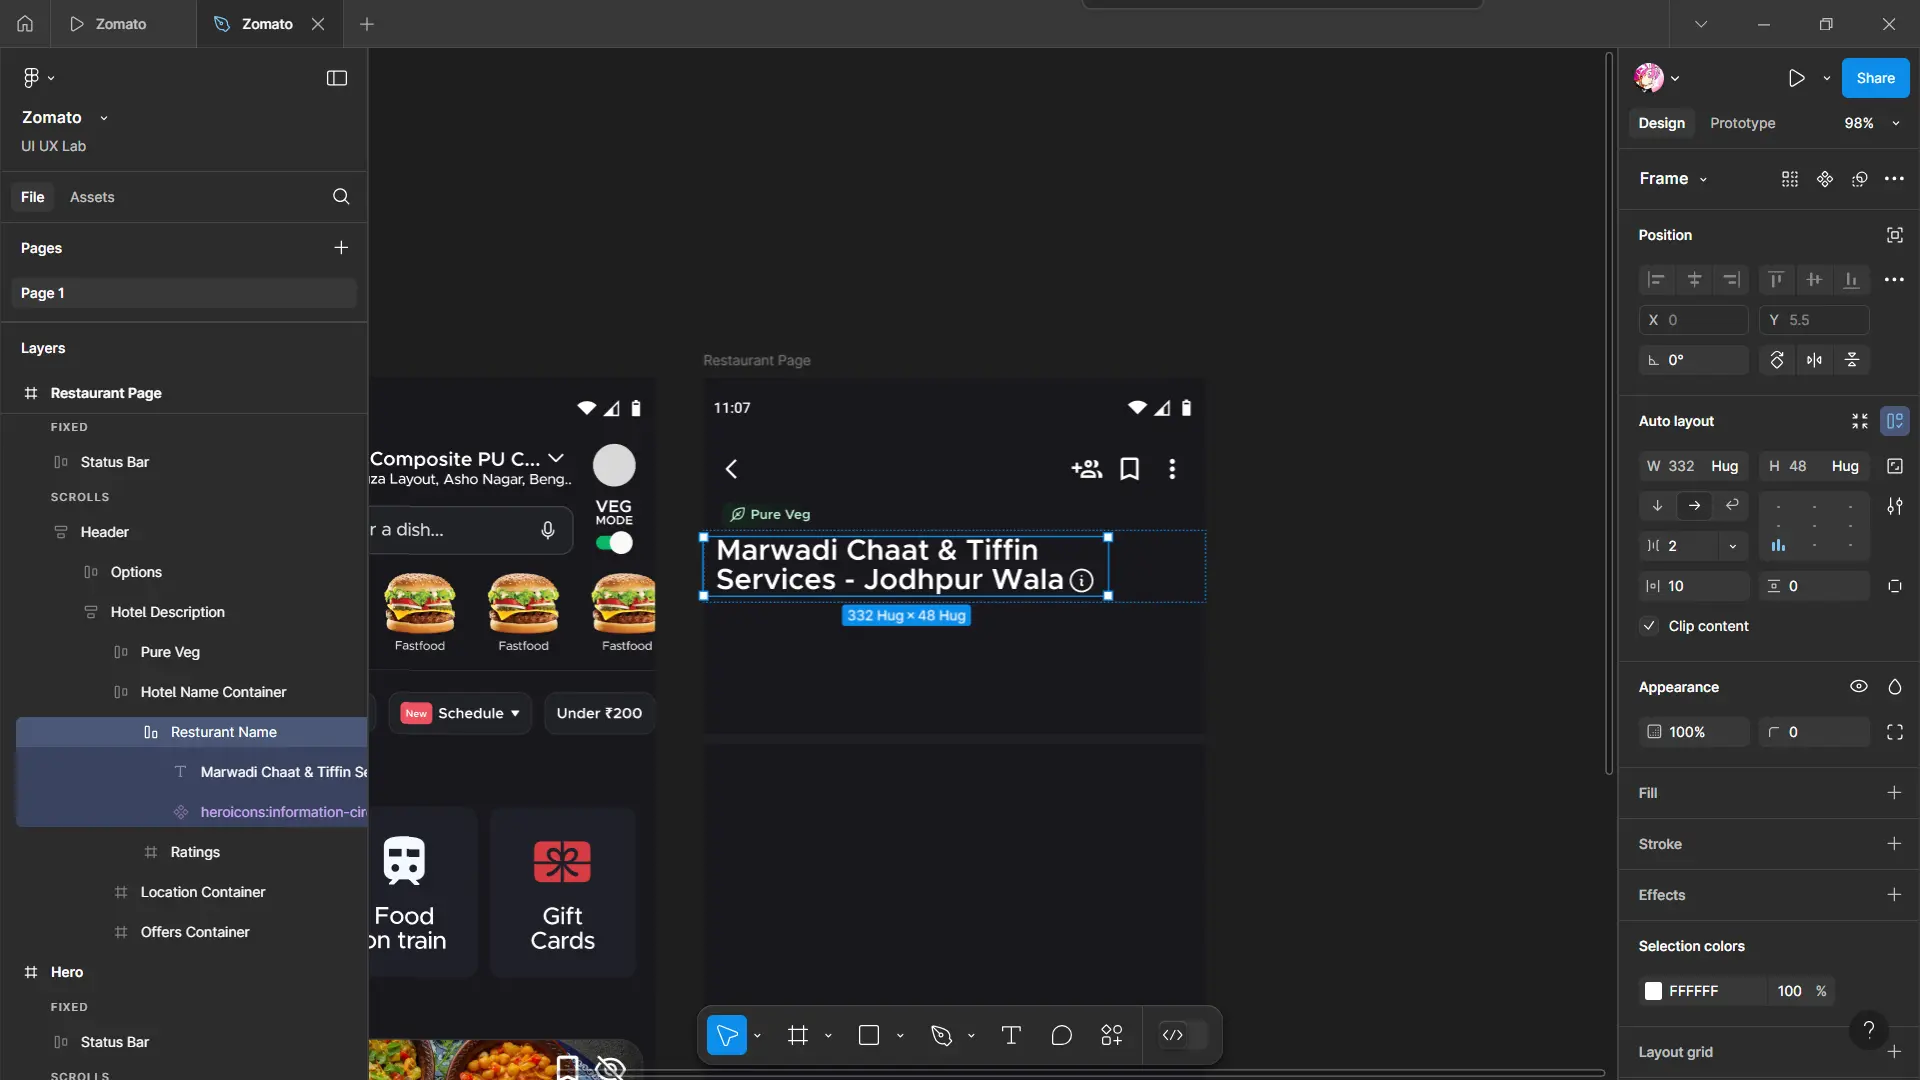 Zomato
Zomato
Zomato
UI UX Lab
File
Assets
Pages
Page 1
Layers
Restaurant Page
FIXED
Status Bar
SCROLLS
Header
Options
Hotel Description
Pure Veg
Hotel Name Container
Resturant Name
Marwadi Chaat & Tiffin Se
heroicons:information-cir
Ratings
Location Container
Offers Container
Hero
FIXED
Status Bar
SCROLLS
Composite PU C...
za Layout, Asho Nagar, Beng..
VEG
MODE
r a dish...
Fastfood
Fastfood
Fastfood
New
Schedule
Under ₹200
Food
on train
Gift
Cards
Restaurant Page
11:07
Pure Veg
Marwadi Chaat & Tiffin
Services - Jodhpur Wala
332 Hug × 48 Hug
Share
Design
Prototype
98%
Frame
Position
X 0
Y 5.5
0°
Auto layout
W 332 Hug
H 48 Hug
2
10
0
Clip content
Appearance
100%
0
Fill
Stroke
Effects
Selection colors
FFFFFF 100 %
?
Layout grid